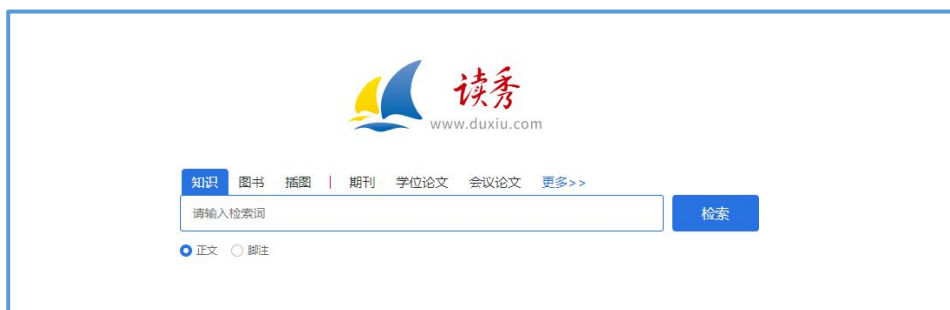 读秀
www.duxiu.com
知识 图书 插图 | 期刊 学位论文 会议论文 更多>>
请输入检索词 检索
正文 脚注